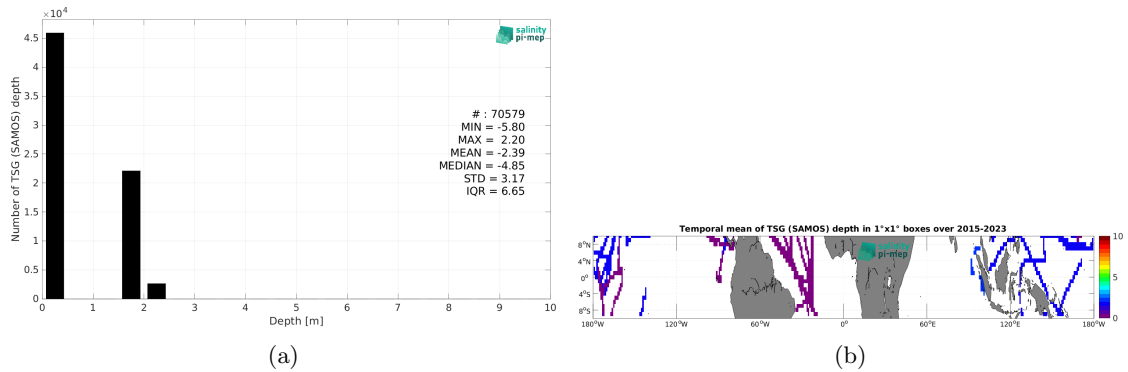 ×10⁴
4.5
4
3.5
3
2.5
2
1.5
1
0.5
0
Number of TSG (SAMOS) depth
salinity
pi-mep
# : 70579
MIN = -5.80
MAX = 2.20
MEAN = -2.39
MEDIAN = -4.85
STD = 3.17
IQR = 6.65
0 1 2 3 4 5 6 7 8 9 10
Depth [m]
(a)
Temporal mean of TSG (SAMOS) depth in 1°x1° boxes over 2015-2023
8°N
4°N
0°
4°S
8°S
salinity
pi-mep
180°W 120°W 60°W 0° 60°E 120°E 180°W
10
5
0
(b)